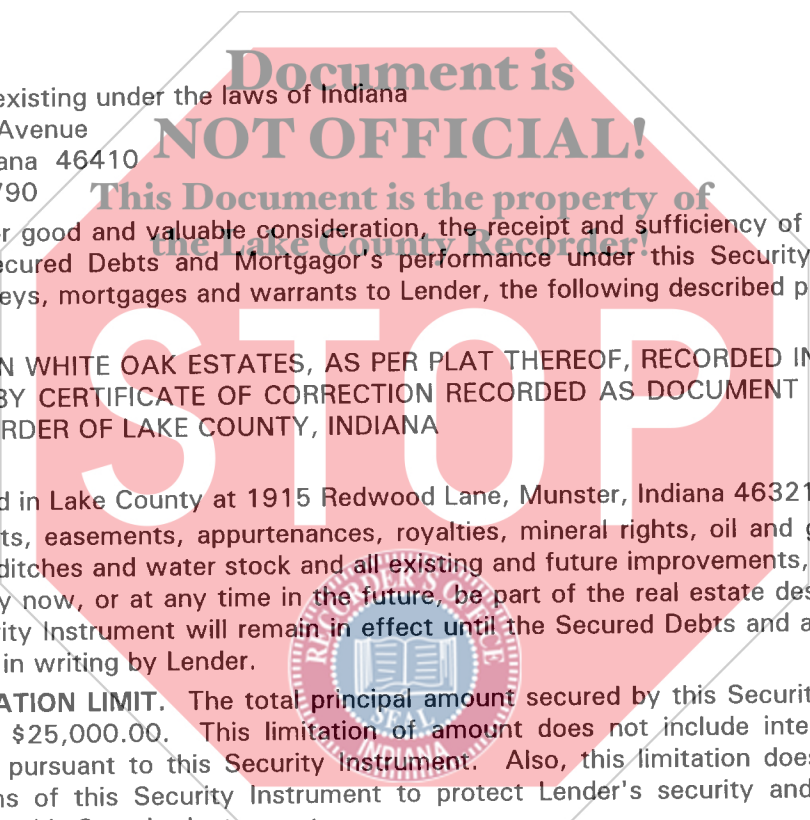 Document is
existing under the laws of Indiana
Avenue
NOT OFFICIAL!
ana 46410
790
This Document is the property of
r good and valuable consideration, the receipt and sufficiency of
the Lake County Recorder!
ecured Debts and Mortgagor's performance under this Security
eys, mortgages and warrants to Lender, the following described p
STOP
N WHITE OAK ESTATES, AS PER PLAT THEREOF, RECORDED IN
BY CERTIFICATE OF CORRECTION RECORDED AS DOCUMENT
RDER OF LAKE COUNTY, INDIANA
d in Lake County at 1915 Redwood Lane, Munster, Indiana 46321
ts, easements, appurtenances, royalties, mineral rights, oil and g
ditches and water stock and all existing and future improvements,
y now, or at any time in the future, be part of the real estate des
rity Instrument will remain in effect until the Secured Debts and a
in writing by Lender.
RECORDER'S OFFICE
SEAL
INDIANA
ATION LIMIT. The total principal amount secured by this Securit
$25,000.00. This limitation of amount does not include inte
pursuant to this Security Instrument. Also, this limitation does
ns of this Security Instrument to protect Lender's security and